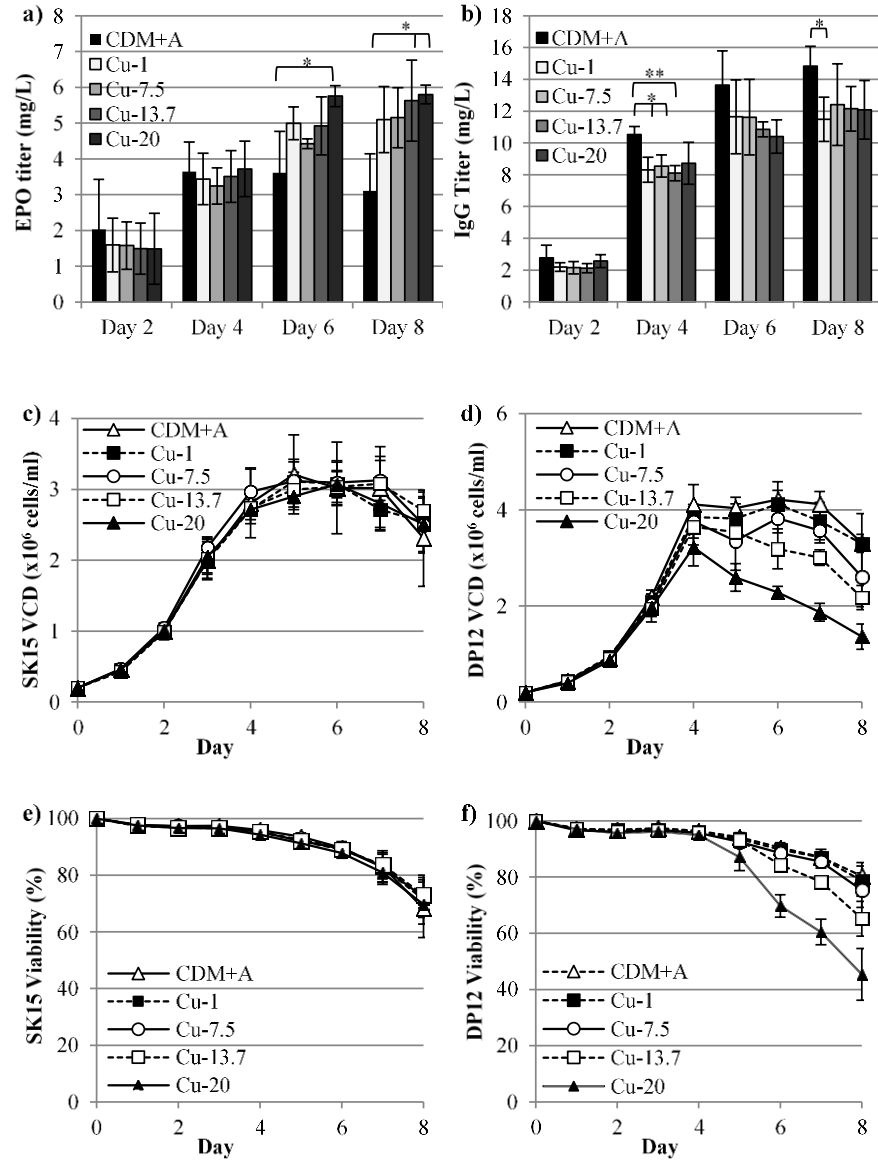 a)
EPO titer (mg/L)
8
7
6
5
4
3
2
1
0
CDM+A
Cu-1
Cu-7.5
Cu-13.7
Cu-20
*
*
Day 2 Day 4 Day 6 Day 8
b)
IgG Titer (mg/L)
18
16
14
12
10
8
6
4
2
0
CDM+A
Cu-1
Cu-7.5
Cu-13.7
Cu-20
**
*
*
Day 2 Day 4 Day 6 Day 8
c)
SK15 VCD (x10⁶ cells/ml)
4
3
2
1
0
CDM+A
Cu-1
Cu-7.5
Cu-13.7
Cu-20
0 2 4 6 8
Day
d)
DP12 VCD (x10⁶ cells/ml)
6
4
2
0
CDM+A
Cu-1
Cu-7.5
Cu-13.7
Cu-20
0 2 4 6 8
Day
e)
SK15 Viability (%)
100
80
60
40
20
0
CDM+A
Cu-1
Cu-7.5
Cu-13.7
Cu-20
0 2 4 6 8
Day
f)
DP12 Viability (%)
100
80
60
40
20
0
CDM+A
Cu-1
Cu-7.5
Cu-13.7
Cu-20
0 2 4 6 8
Day